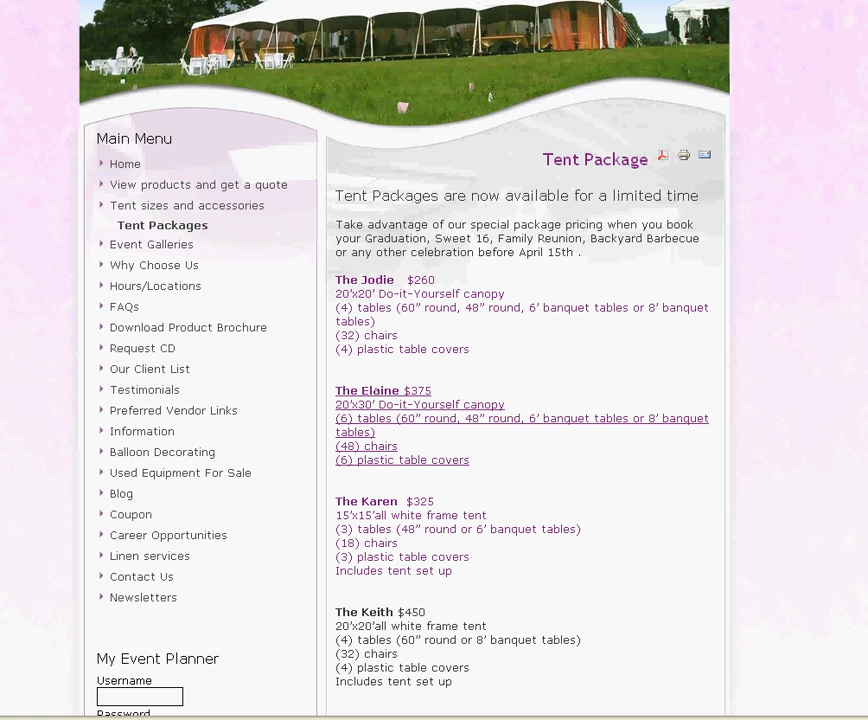 Main Menu
Home
View products and get a quote
Tent sizes and accessories
Tent Packages
Event Galleries
Why Choose Us
Hours/Locations
FAQs
Download Product Brochure
Request CD
Our Client List
Testimonials
Preferred Vendor Links
Information
Balloon Decorating
Used Equipment For Sale
Blog
Coupon
Career Opportunities
Linen services
Contact Us
Newsletters
My Event Planner
Username
Password
Tent Package
Tent Packages are now available for a limited time
Take advantage of our special package pricing when you book
your Graduation, Sweet 16, Family Reunion, Backyard Barbecue
or any other celebration before April 15th .
The Jodie $260
20’x20’ Do-it-Yourself canopy
(4) tables (60” round, 48” round, 6’ banquet tables or 8’ banquet
tables)
(32) chairs
(4) plastic table covers
The Elaine $375
20’x30’ Do-it-Yourself canopy
(6) tables (60” round, 48” round, 6’ banquet tables or 8’ banquet
tables)
(48) chairs
(6) plastic table covers
The Karen $325
15’x15’all white frame tent
(3) tables (48” round or 6’ banquet tables)
(18) chairs
(3) plastic table covers
Includes tent set up
The Keith $450
20’x20’all white frame tent
(4) tables (60” round or 8’ banquet tables)
(32) chairs
(4) plastic table covers
Includes tent set up